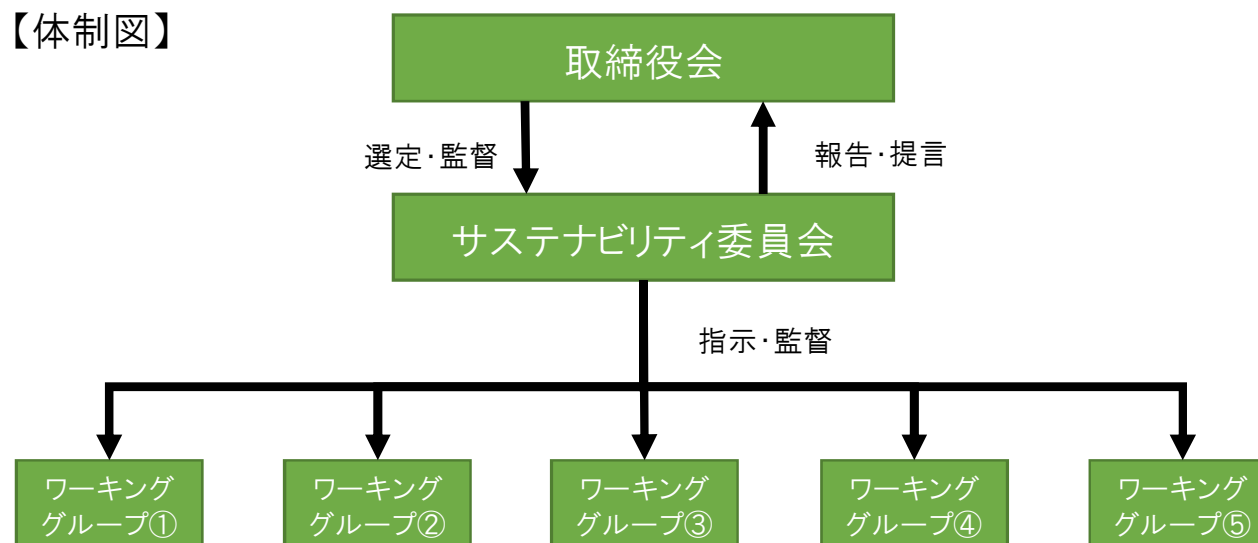 【体制図】
取締役会
選定・監督
報告・提言
サステナビリティ委員会
指示・監督
ワーキング
グループ①
ワーキング
グループ②
ワーキング
グループ③
ワーキング
グループ④
ワーキング
グループ⑤